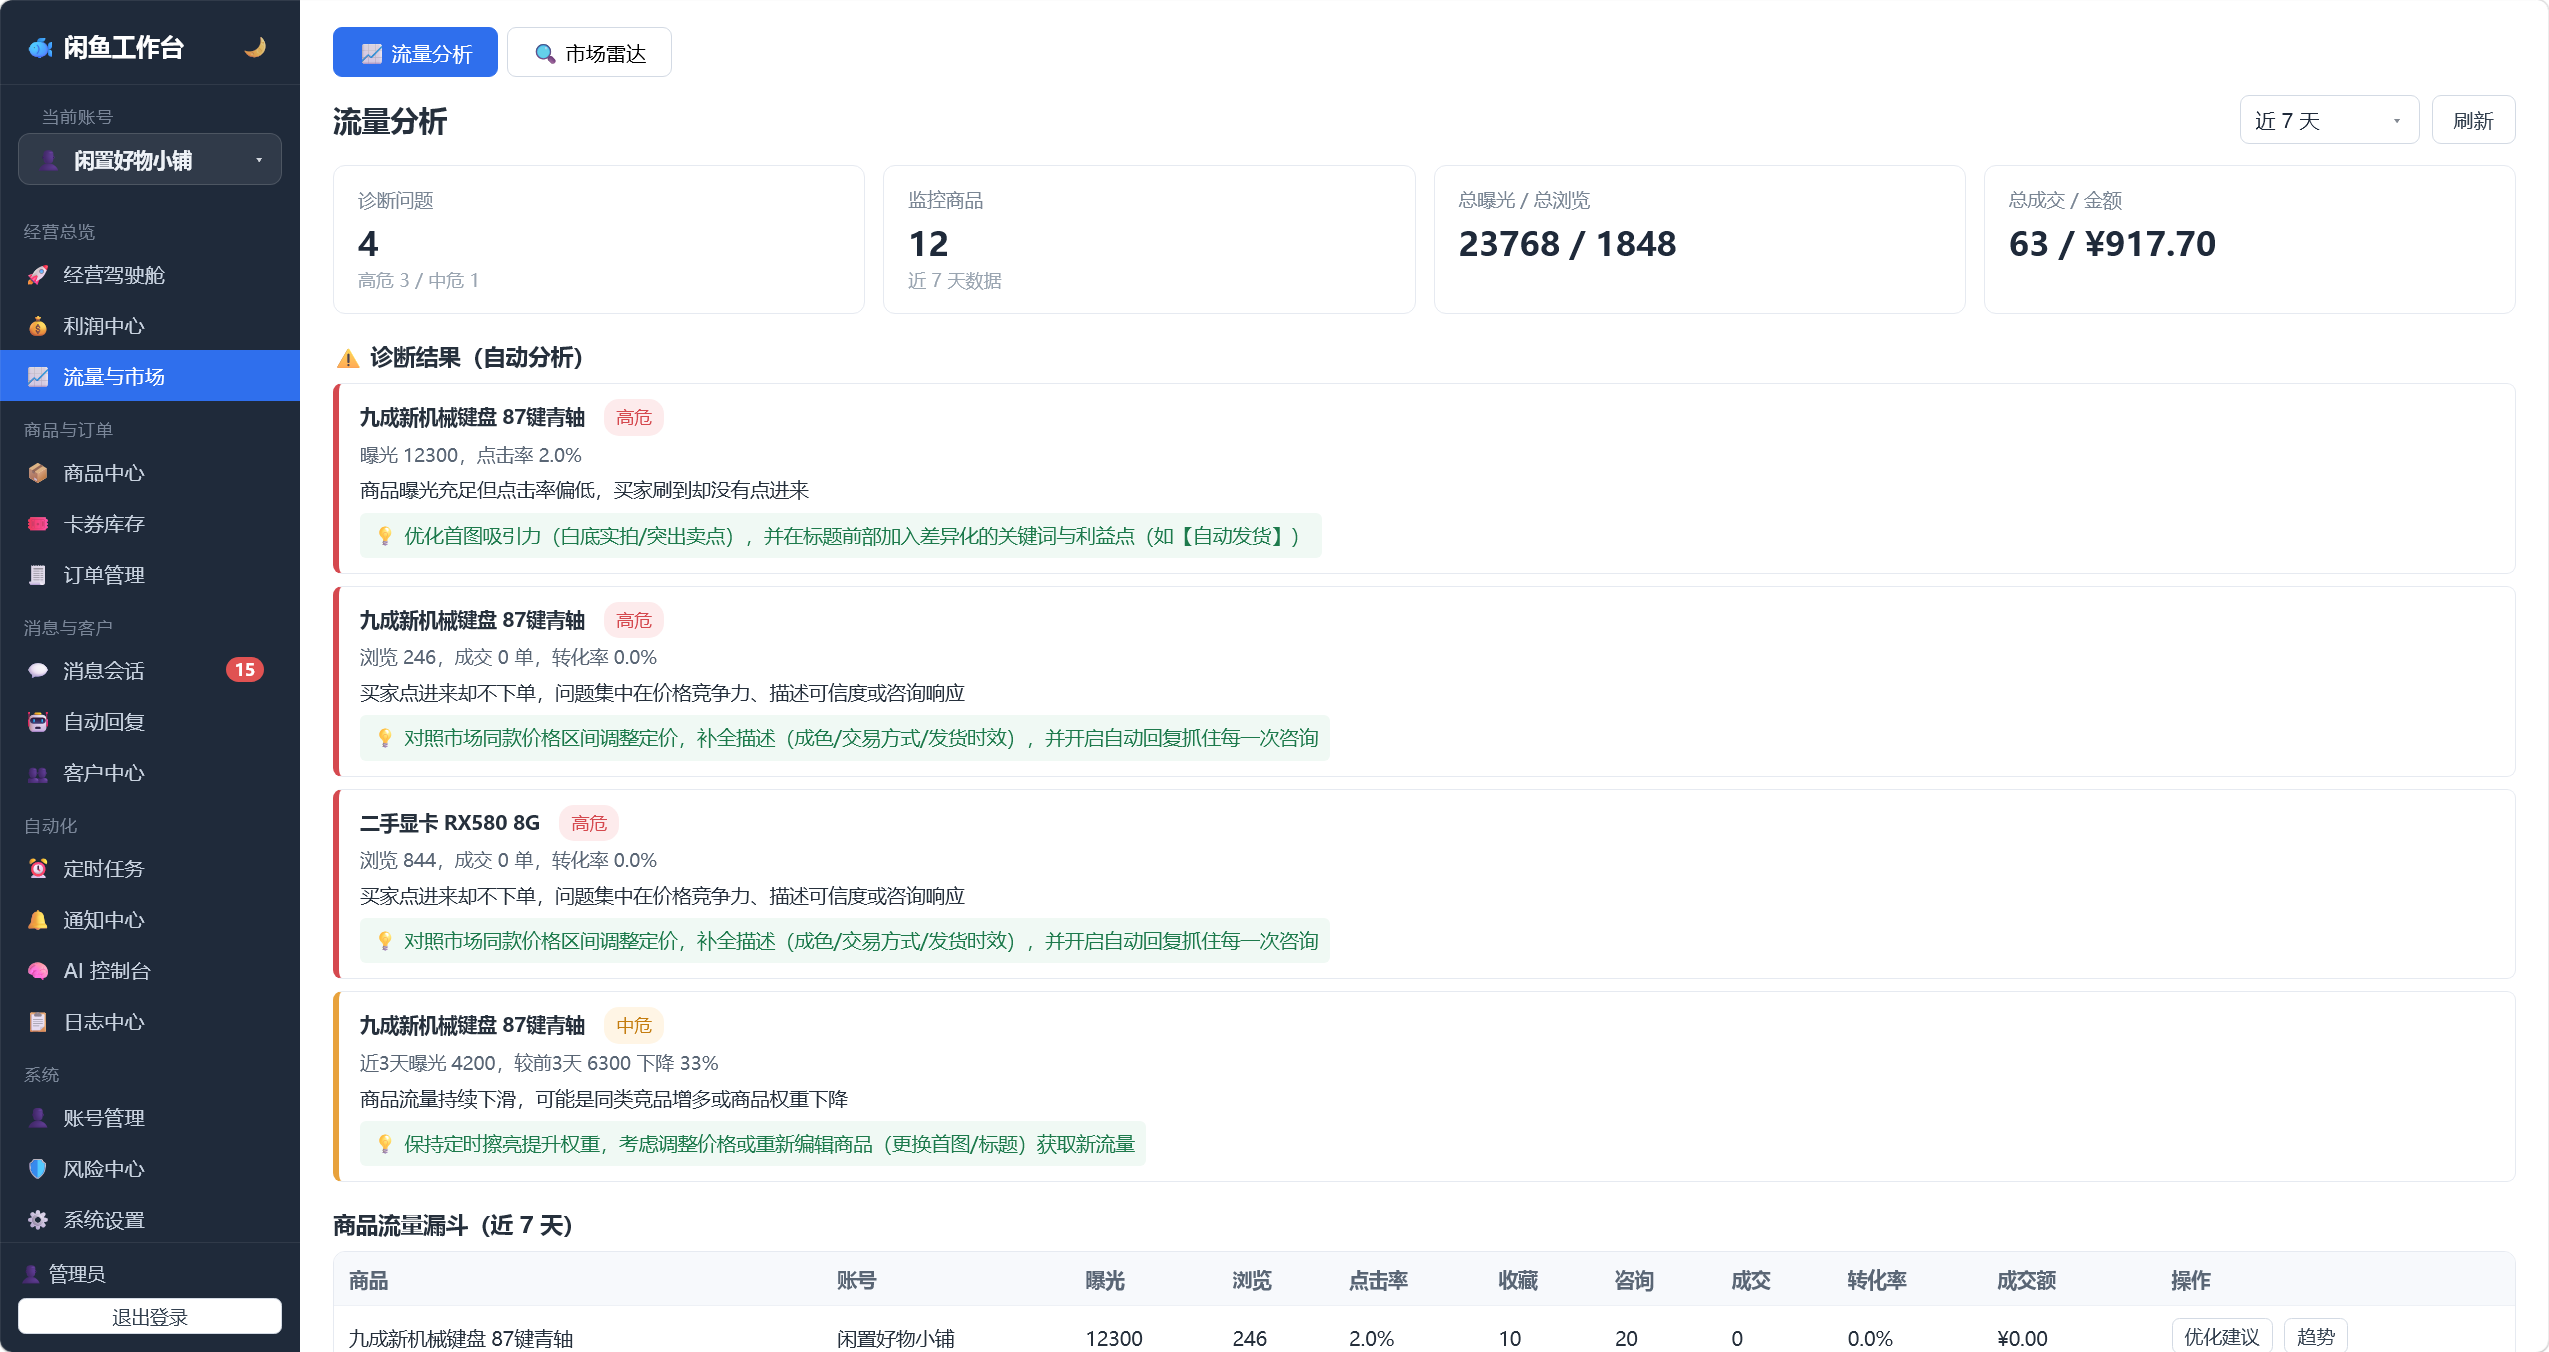 闲鱼工作台
当前账号
闲置好物小铺
经营总览
经营驾驶舱
利润中心
流量与市场
商品与订单
商品中心
卡券库存
订单管理
消息与客户
消息会话 15
自动回复
客户中心
自动化
定时任务
通知中心
AI 控制台
日志中心
系统
账号管理
风险中心
系统设置
管理员
退出登录
流量分析 市场雷达
流量分析
近 7 天 刷新
诊断问题
4
高危 3 / 中危 1
监控商品
12
近 7 天数据
总曝光 / 总浏览
23768 / 1848
总成交 / 金额
63 / ¥917.70
诊断结果（自动分析）
九成新机械键盘 87键青轴 高危
曝光 12300，点击率 2.0%
商品曝光充足但点击率偏低，买家刷到却没有点进来
优化首图吸引力（白底实拍/突出卖点），并在标题前部加入差异化的关键词与利益点（如【自动发货】）
九成新机械键盘 87键青轴 高危
浏览 246，成交 0 单，转化率 0.0%
买家点进来却不下单，问题集中在价格竞争力、描述可信度或咨询响应
对照市场同款价格区间调整定价，补全描述（成色/交易方式/发货时效），并开启自动回复抓住每一次咨询
二手显卡 RX580 8G 高危
浏览 844，成交 0 单，转化率 0.0%
买家点进来却不下单，问题集中在价格竞争力、描述可信度或咨询响应
对照市场同款价格区间调整定价，补全描述（成色/交易方式/发货时效），并开启自动回复抓住每一次咨询
九成新机械键盘 87键青轴 中危
近3天曝光 4200，较前3天 6300 下降 33%
商品流量持续下滑，可能是同类竞品增多或商品权重下降
保持定时擦亮提升权重，考虑调整价格或重新编辑商品（更换首图/标题）获取新流量
商品流量漏斗（近 7 天）
商品 账号 曝光 浏览 点击率 收藏 咨询 成交 转化率 成交额 操作
九成新机械键盘 87键青轴 闲置好物小铺 12300 246 2.0% 10 20 0 0.0% ¥0.00 优化建议 趋势